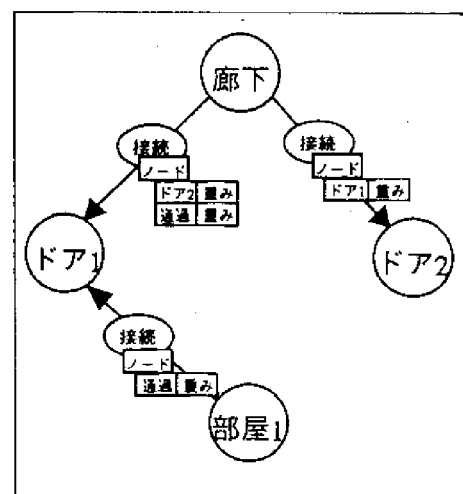 廊下
接続
ノード
ドア2 重み
通過 重み
接続
ノード
ドア1 重み
ドア1
ドア2
接続
ノード
通過 重み
部屋1